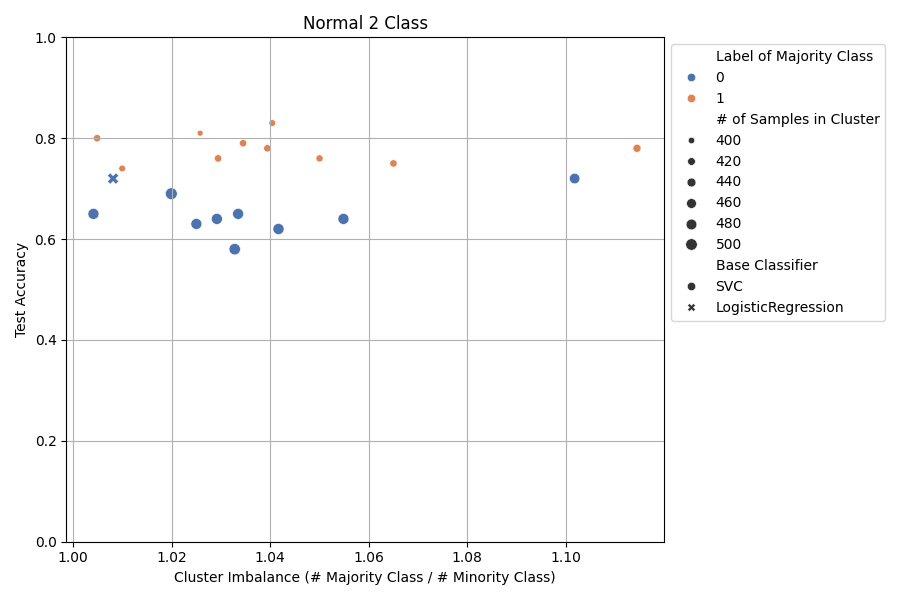 Normal 2 Class
1.0
0.8
0.6
0.4
0.2
0.0
Test Accuracy
1.00
1.02
1.04
1.06
1.08
1.10
Cluster Imbalance (# Majority Class / # Minority Class)
Label of Majority Class
0
1
# of Samples in Cluster
400
420
440
460
480
500
Base Classifier
SVC
LogisticRegression